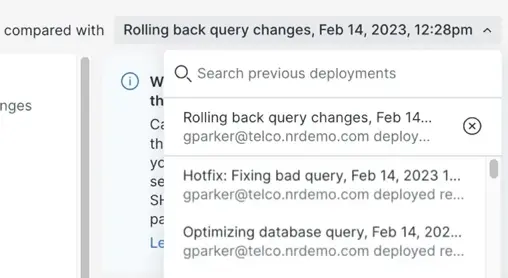 compared with Rolling back query changes, Feb 14, 2023, 12:28pm
Search previous deployments
nges
Rolling back query changes, Feb 14...
gparker@telco.nrdemo.com deploy...
Hotfix: Fixing bad query, Feb 14, 2023 1...
gparker@telco.nrdemo.com deployed re...
Optimizing database query, Feb 14, 202...
gparker@telco.nrdemo.com deployed re...
W
th
Ca
th
yo
se
SH
pa
Le